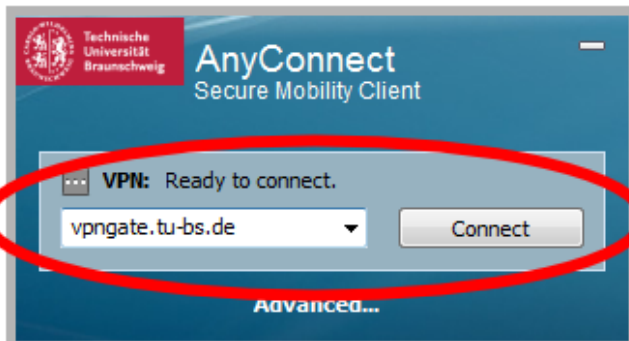 Technische
Universität
Braunschweig
AnyConnect
Secure Mobility Client
VPN: Ready to connect.
vpngate.tu-bs.de
Connect
Advanced...